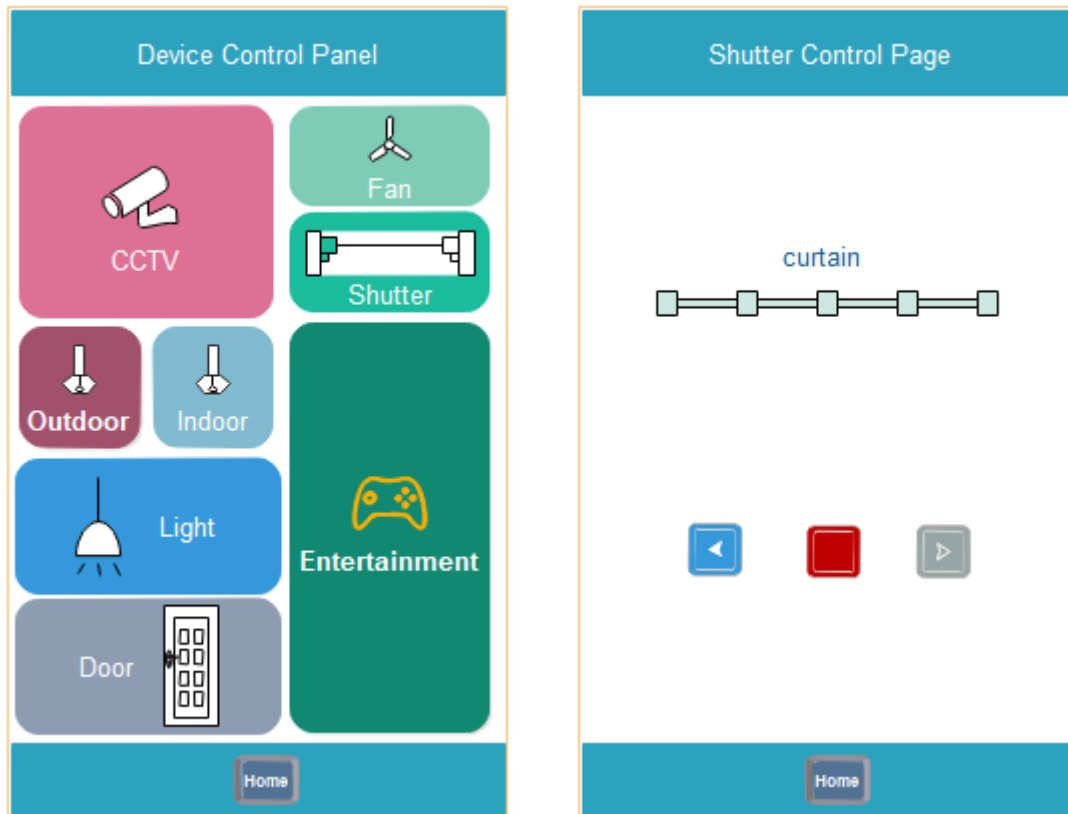 Device Control Panel
CCTV
Fan
Shutter
Outdoor
Indoor
Light
Entertainment
Door
Home
Shutter Control Page
curtain
Home